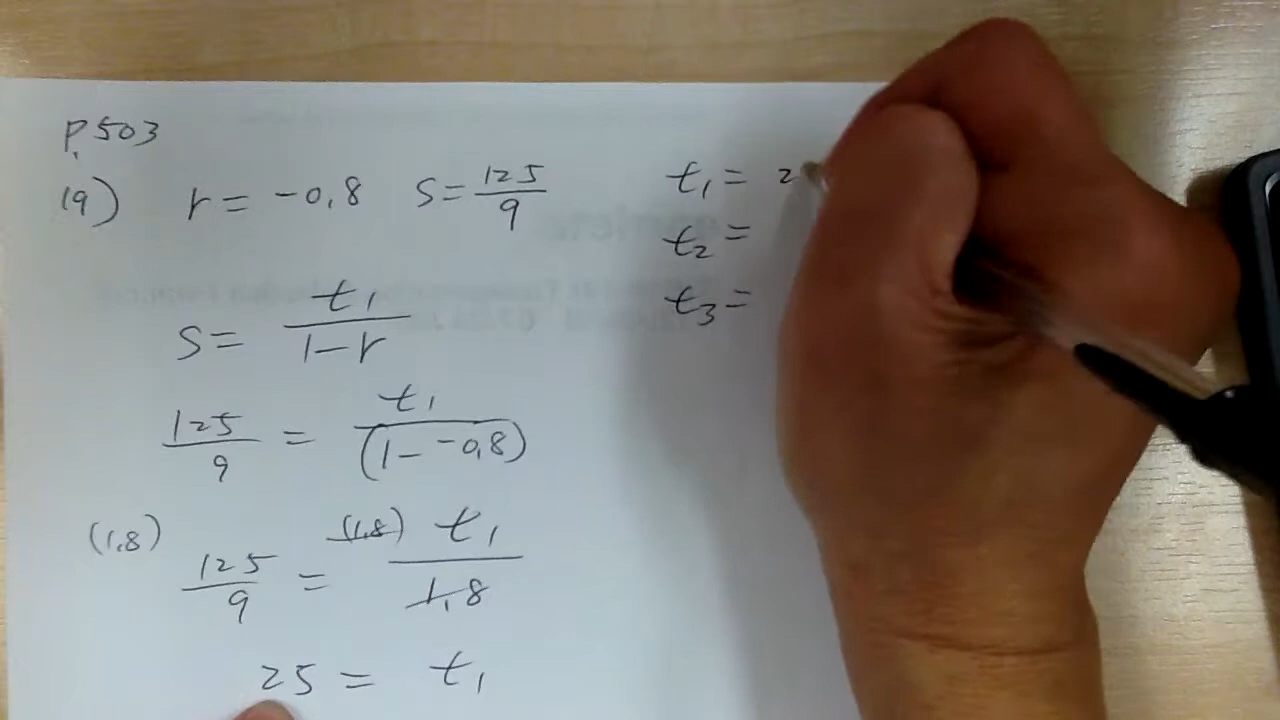 P.503
19) r = -0.8 S = 125/9
S = t₁/(1-r)
125/9 = t₁/(1--0.8)
(1.8) 125/9 = (1.8) t₁/1.8
25 = t₁
t₁ = 2
t₂ =
t₃ =